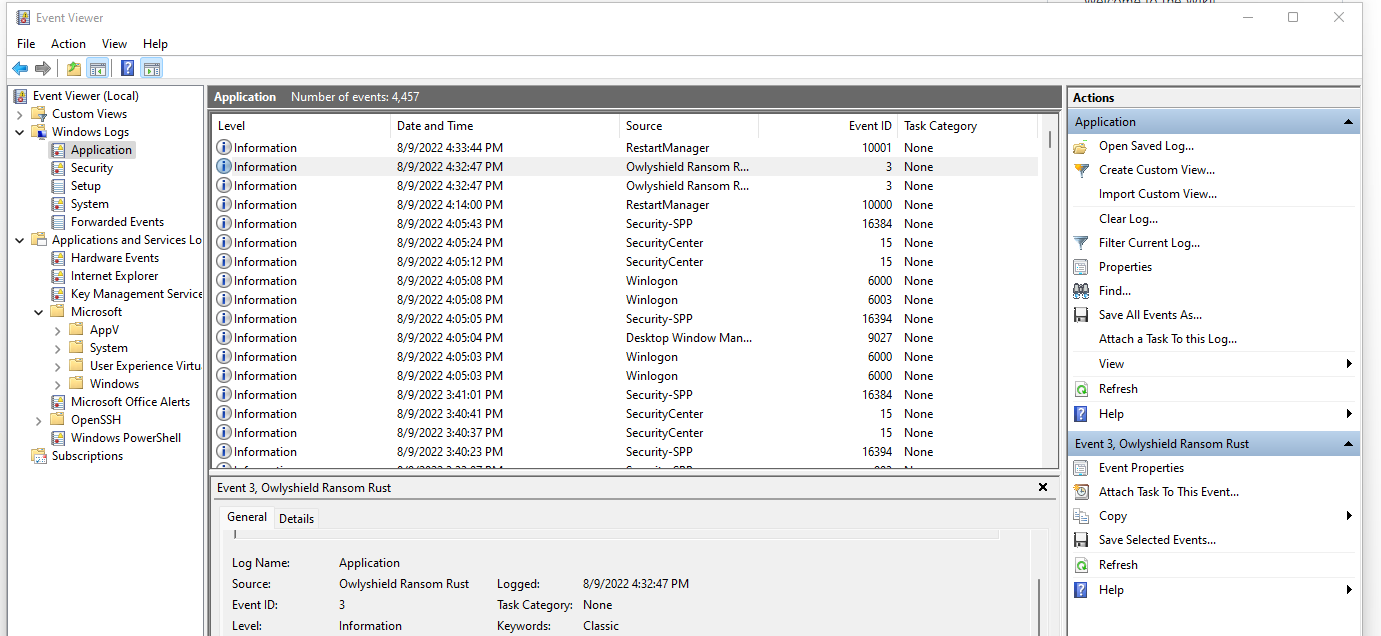 Event Viewer
File Action View Help
Event Viewer (Local)
Custom Views
Windows Logs
Application
Security
Setup
System
Forwarded Events
Applications and Services Lo
Hardware Events
Internet Explorer
Key Management Service
Microsoft
AppV
System
User Experience Virtu
Windows
Microsoft Office Alerts
OpenSSH
Windows PowerShell
Subscriptions
Application Number of events: 4,457
Level Date and Time Source Event ID Task Category
Information 8/9/2022 4:33:44 PM RestartManager 10001 None
Information 8/9/2022 4:32:47 PM Owlyshield Ransom R... 3 None
Information 8/9/2022 4:32:47 PM Owlyshield Ransom R... 3 None
Information 8/9/2022 4:14:00 PM RestartManager 10000 None
Information 8/9/2022 4:05:43 PM Security-SPP 16384 None
Information 8/9/2022 4:05:24 PM SecurityCenter 15 None
Information 8/9/2022 4:05:12 PM SecurityCenter 15 None
Information 8/9/2022 4:05:08 PM Winlogon 6000 None
Information 8/9/2022 4:05:08 PM Winlogon 6003 None
Information 8/9/2022 4:05:05 PM Security-SPP 16394 None
Information 8/9/2022 4:05:04 PM Desktop Window Man... 9027 None
Information 8/9/2022 4:05:03 PM Winlogon 6000 None
Information 8/9/2022 4:05:03 PM Winlogon 6000 None
Information 8/9/2022 3:41:01 PM Security-SPP 16384 None
Information 8/9/2022 3:40:41 PM SecurityCenter 15 None
Information 8/9/2022 3:40:37 PM SecurityCenter 15 None
Information 8/9/2022 3:40:23 PM Security-SPP 16394 None
Event 3, Owlyshield Ransom Rust
General Details
Log Name: Application
Source: Owlyshield Ransom Rust Logged: 8/9/2022 4:32:47 PM
Event ID: 3 Task Category: None
Level: Information Keywords: Classic
Actions
Application
Open Saved Log...
Create Custom View...
Import Custom View...
Clear Log...
Filter Current Log...
Properties
Find...
Save All Events As...
Attach a Task To this Log...
View
Refresh
Help
Event 3, Owlyshield Ransom Rust
Event Properties
Attach Task To This Event...
Copy
Save Selected Events...
Refresh
Help